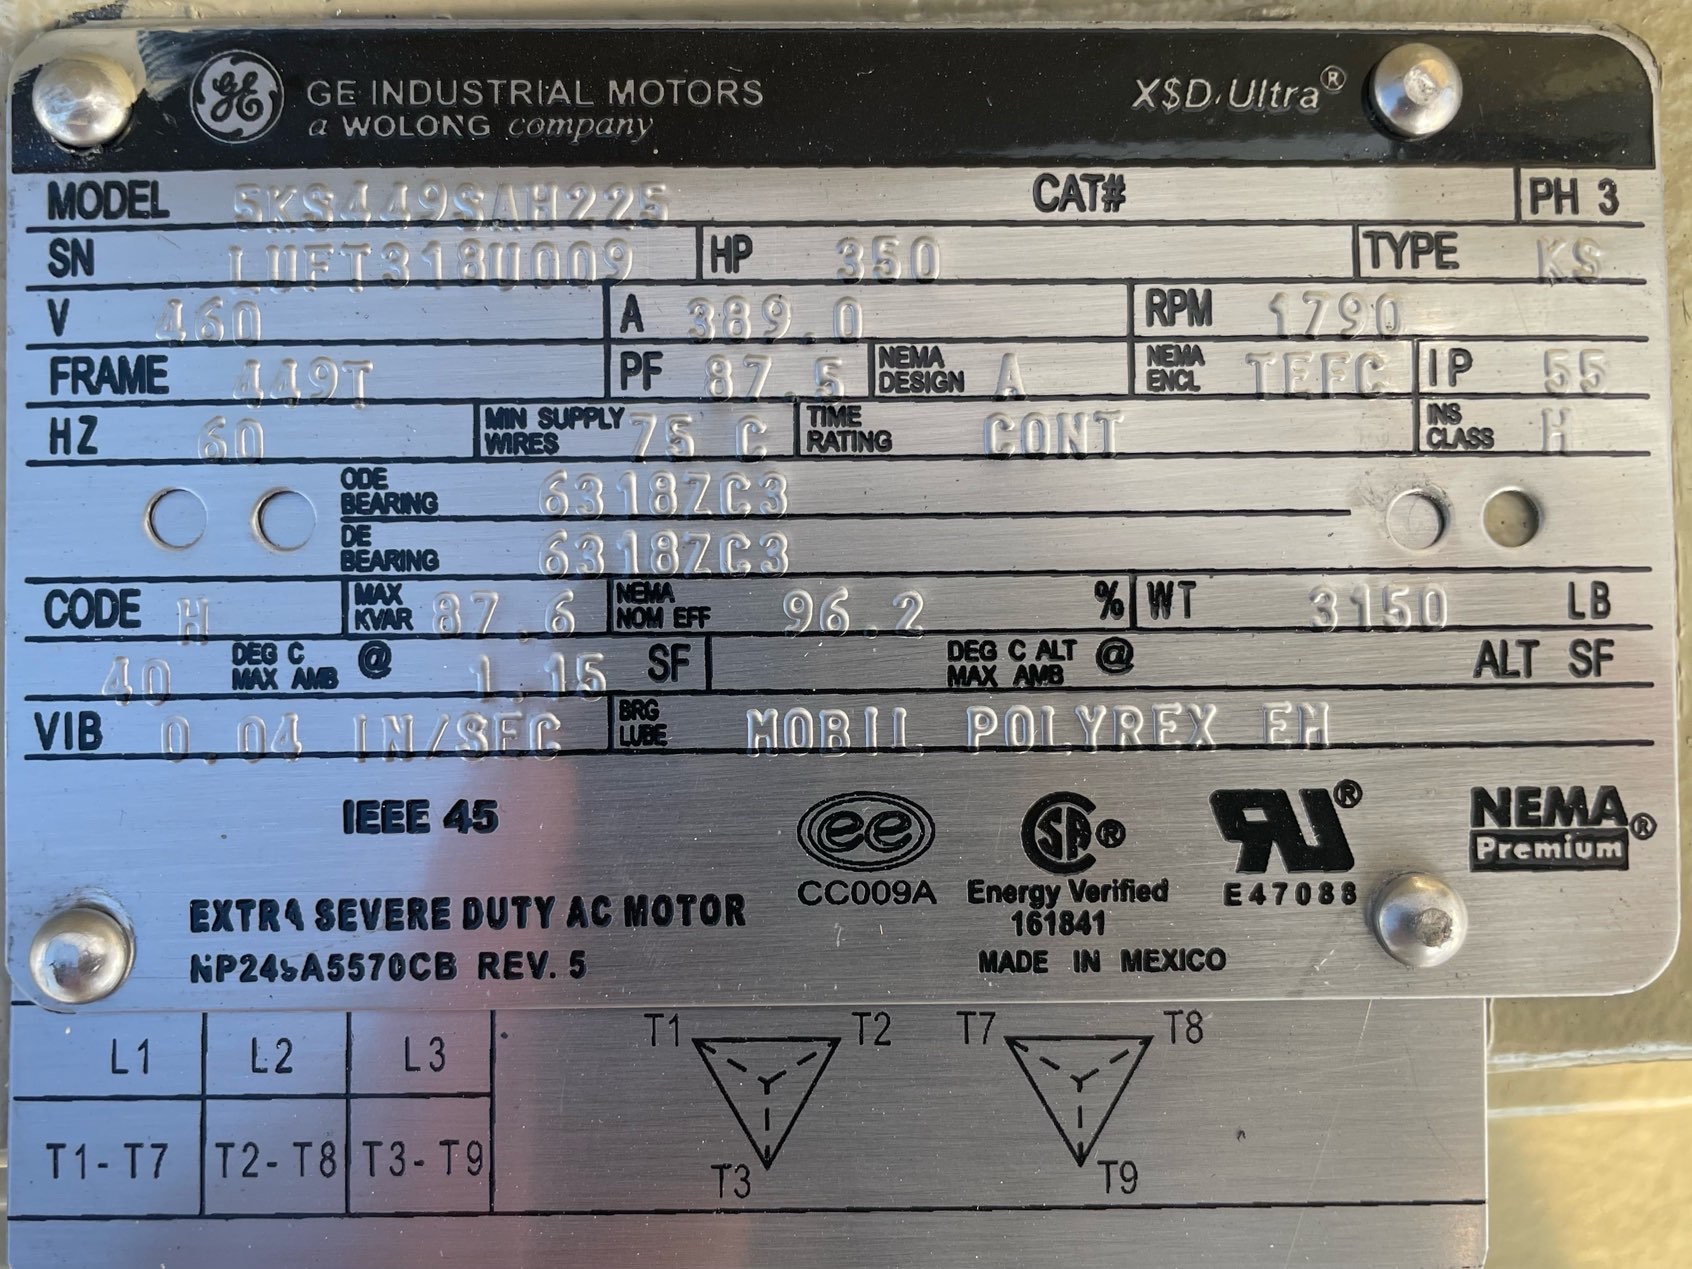 GE GE INDUSTRIAL MOTORS X$D Ultra®
a WOLONG company
MODEL 5KS449SAH225 CAT# PH 3
SN LUFT318U009 HP 350 TYPE KS
V 460 A 389.0 RPM 1790
FRAME 449T PF 87.5 NEMA DESIGN A NEMA ENCL TEFC IP 55
HZ 60 MIN SUPPLY WIRES 75 C TIME RATING CONT INS CLASS H
ODE BEARING 6318ZC3
DE BEARING 6318ZC3
CODE H MAX KVAR 87.6 NEMA NOM EFF 96.2 % WT 3150 LB
40 DEG C MAX AMB @ 1.15 SF DEG C ALT MAX AMB @ ALT SF
VIB 0.04 IN/SEC BRG LUBE MOBIL POLYREX EM
IEEE 45 ee SA® RU® NEMA®
Premium
CC009A Energy Verified E47088
161841
EXTRA SEVERE DUTY AC MOTOR
REV. 5 MADE IN MEXICO
L1 L2 L3 T1 T2 T7 T8
T1-T7 T2-T8 T3-T9 T3 T9